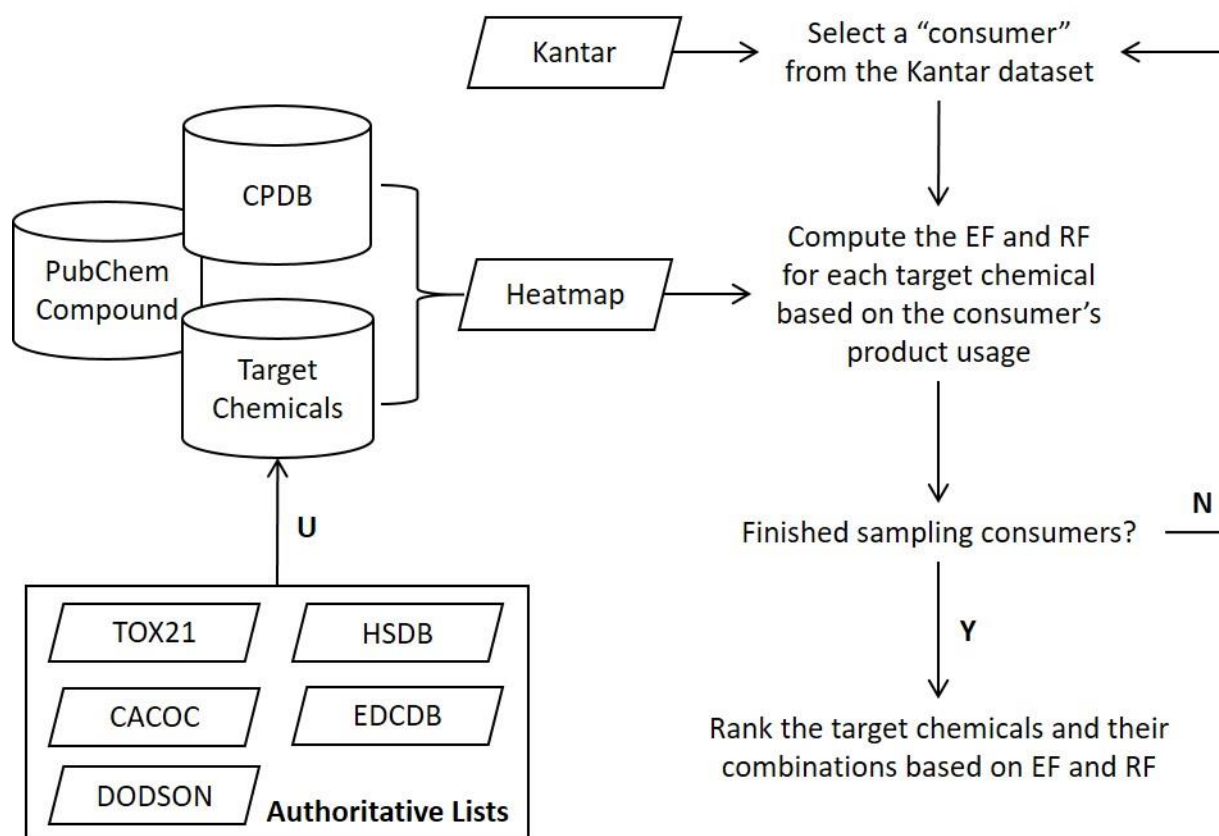 Kantar
Select a “consumer”
from the Kantar dataset
CPDB
PubChem
Compound
Target
Chemicals
Heatmap
Compute the EF and RF
for each target chemical
based on the consumer’s
product usage
U
Finished sampling consumers?
N
Y
TOX21
HSDB
CACOC
EDCDB
DODSON
Authoritative Lists
Rank the target chemicals and their
combinations based on EF and RF